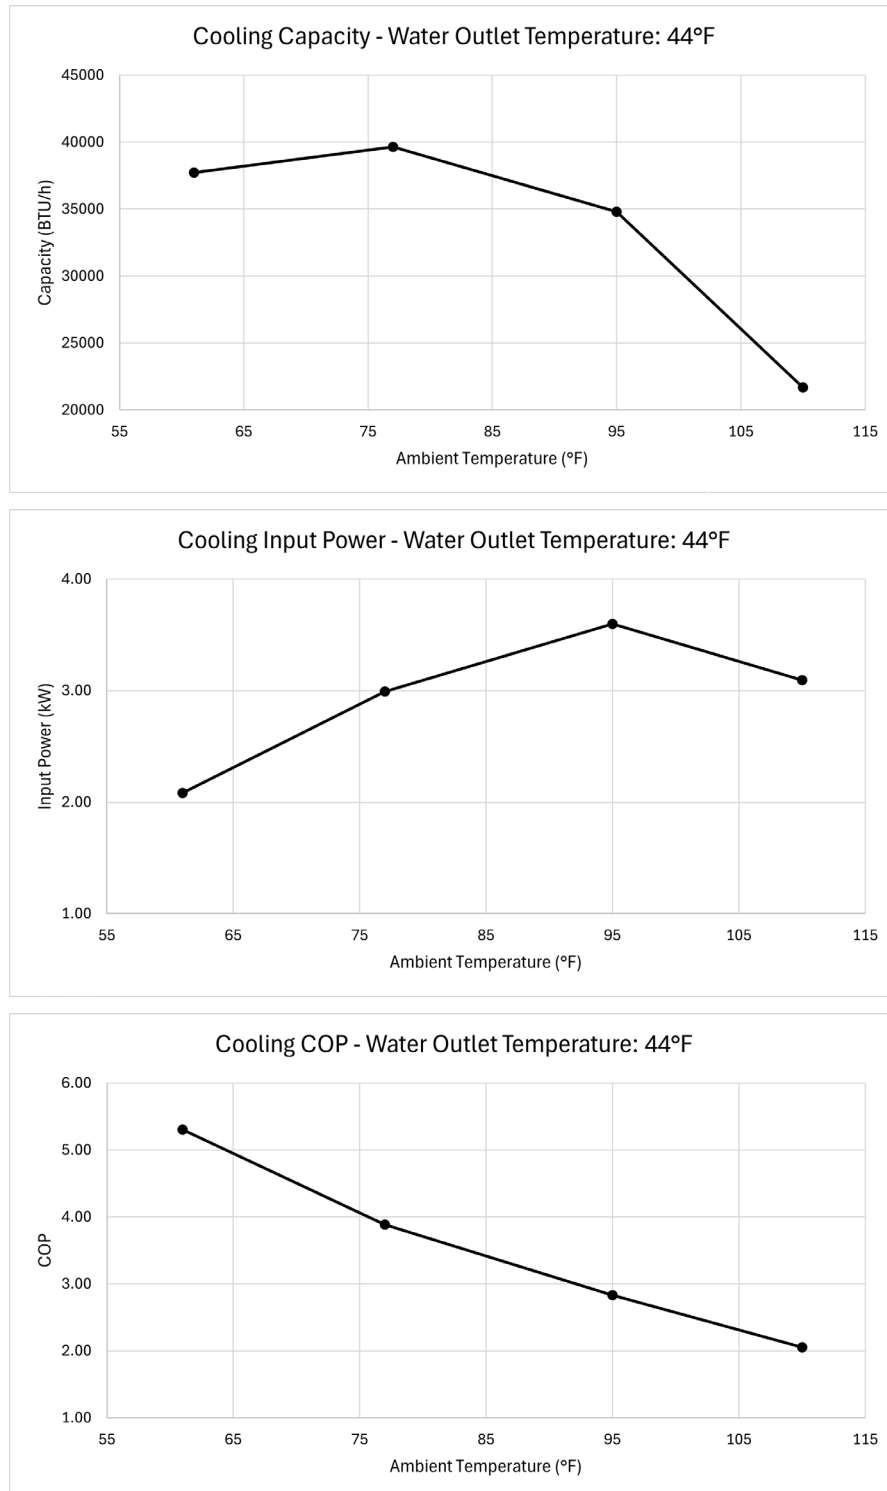 Cooling Capacity - Water Outlet Temperature: 44°F
45000
40000
35000
30000
25000
20000
Capacity (BTU/h)
55 65 75 85 95 105 115
Ambient Temperature (°F)
Cooling Input Power - Water Outlet Temperature: 44°F
4.00
3.00
2.00
1.00
Input Power (kW)
55 65 75 85 95 105 115
Ambient Temperature (°F)
Cooling COP - Water Outlet Temperature: 44°F
6.00
5.00
4.00
3.00
2.00
1.00
COP
55 65 75 85 95 105 115
Ambient Temperature (°F)